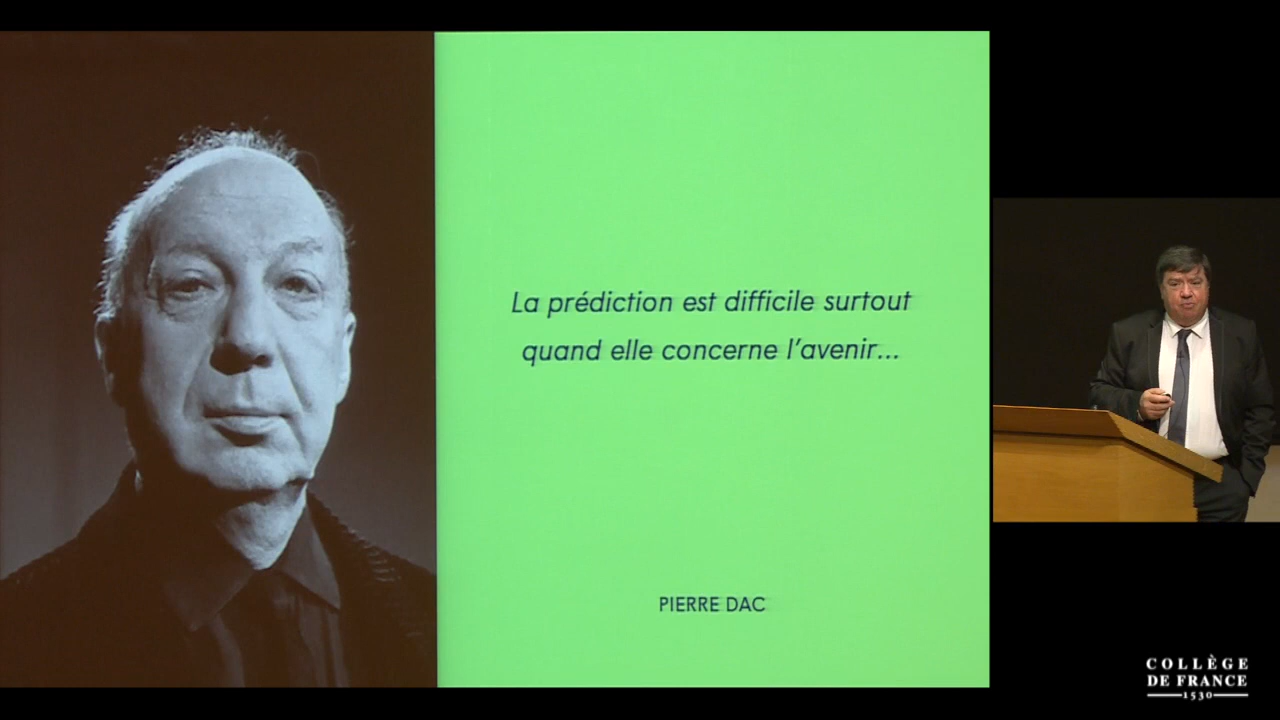 La prédiction est difficile surtout
quand elle concerne l'avenir...
PIERRE DAC
COLLÈGE
DE FRANCE
1530